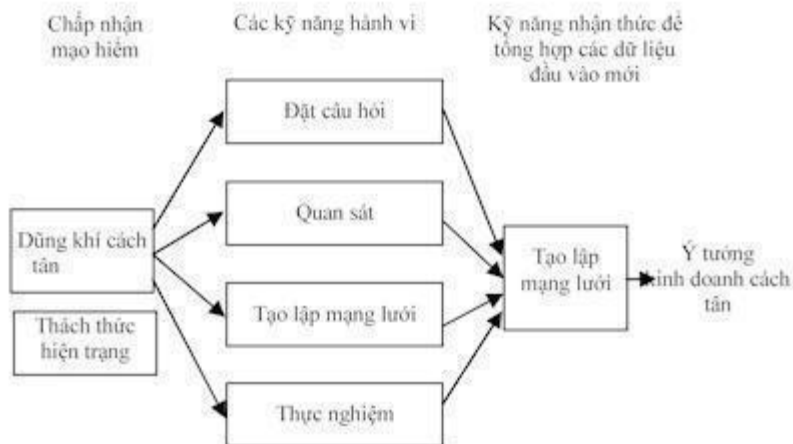 Chấp nhận
mạo hiểm
Các kỹ năng hành vi
Kỹ năng nhận thức để
tổng hợp các dữ liệu
đầu vào mới
Đặt câu hỏi
Quan sát
Dũng khí cách
tân
Tạo lập
mạng lưới
Ý tưởng
kinh doanh cách
tân
Tạo lập mạng lưới
Thách thức
hiện trạng
Thực nghiệm